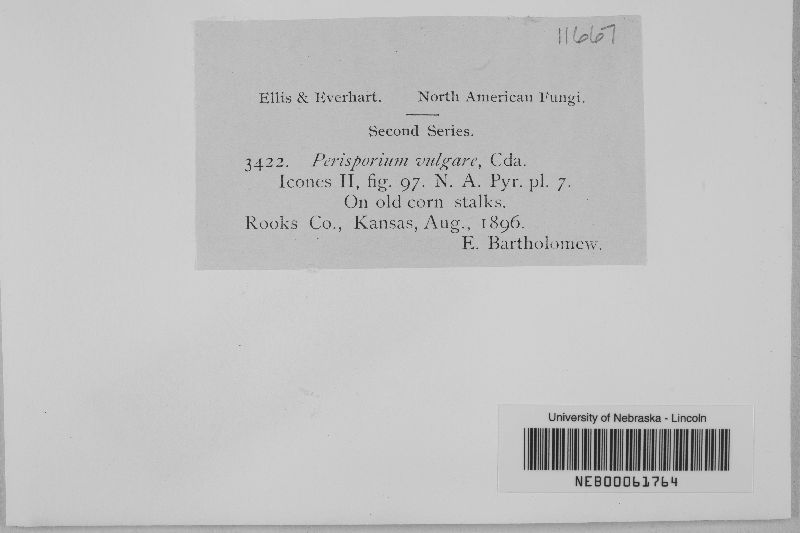 11667
Ellis & Everhart. North American Fungi.
Second Series.
3422. Perisporium vulgare, Cda.
Icones II, fig. 97. N. A. Pyr. pl. 7.
On old corn stalks.
Rooks Co., Kansas, Aug., 1896.
E. Bartholomew.
University of Nebraska - Lincoln
NEB00061764